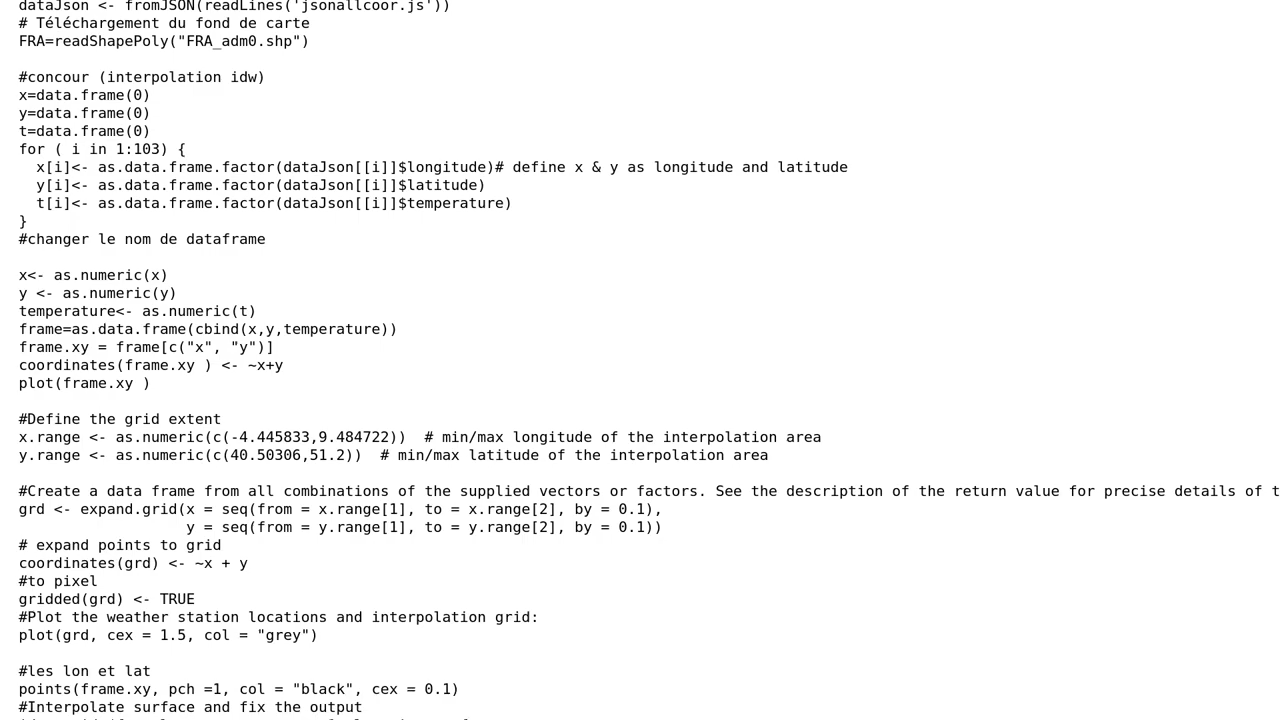 dataJson <- fromJSON(readLines('jsonallcoor.js'))
# Téléchargement du fond de carte
FRA=readShapePoly("FRA_adm0.shp")
#concour (interpolation idw)
x=data.frame(0)
y=data.frame(0)
t=data.frame(0)
for ( i in 1:103) {
  x[i]<- as.data.frame.factor(dataJson[[i]]$longitude)# define x & y as longitude and latitude
  y[i]<- as.data.frame.factor(dataJson[[i]]$latitude)
  t[i]<- as.data.frame.factor(dataJson[[i]]$temperature)
}
#changer le nom de dataframe
x<- as.numeric(x)
y <- as.numeric(y)
temperature<- as.numeric(t)
frame=as.data.frame(cbind(x,y,temperature))
frame.xy = frame[c("x", "y")]
coordinates(frame.xy ) <- ~x+y
plot(frame.xy )
#Define the grid extent
x.range <- as.numeric(c(-4.445833,9.484722))  # min/max longitude of the interpolation area
y.range <- as.numeric(c(40.50306,51.2))  # min/max latitude of the interpolation area
#Create a data frame from all combinations of the supplied vectors or factors. See the description of the return value for precise details of t
grd <- expand.grid(x = seq(from = x.range[1], to = x.range[2], by = 0.1),
                   y = seq(from = y.range[1], to = y.range[2], by = 0.1))
# expand points to grid
coordinates(grd) <- ~x + y
#to pixel
gridded(grd) <- TRUE
#Plot the weather station locations and interpolation grid:
plot(grd, cex = 1.5, col = "grey")
#les lon et lat
points(frame.xy, pch =1, col = "black", cex = 0.1)
#Interpolate surface and fix the output